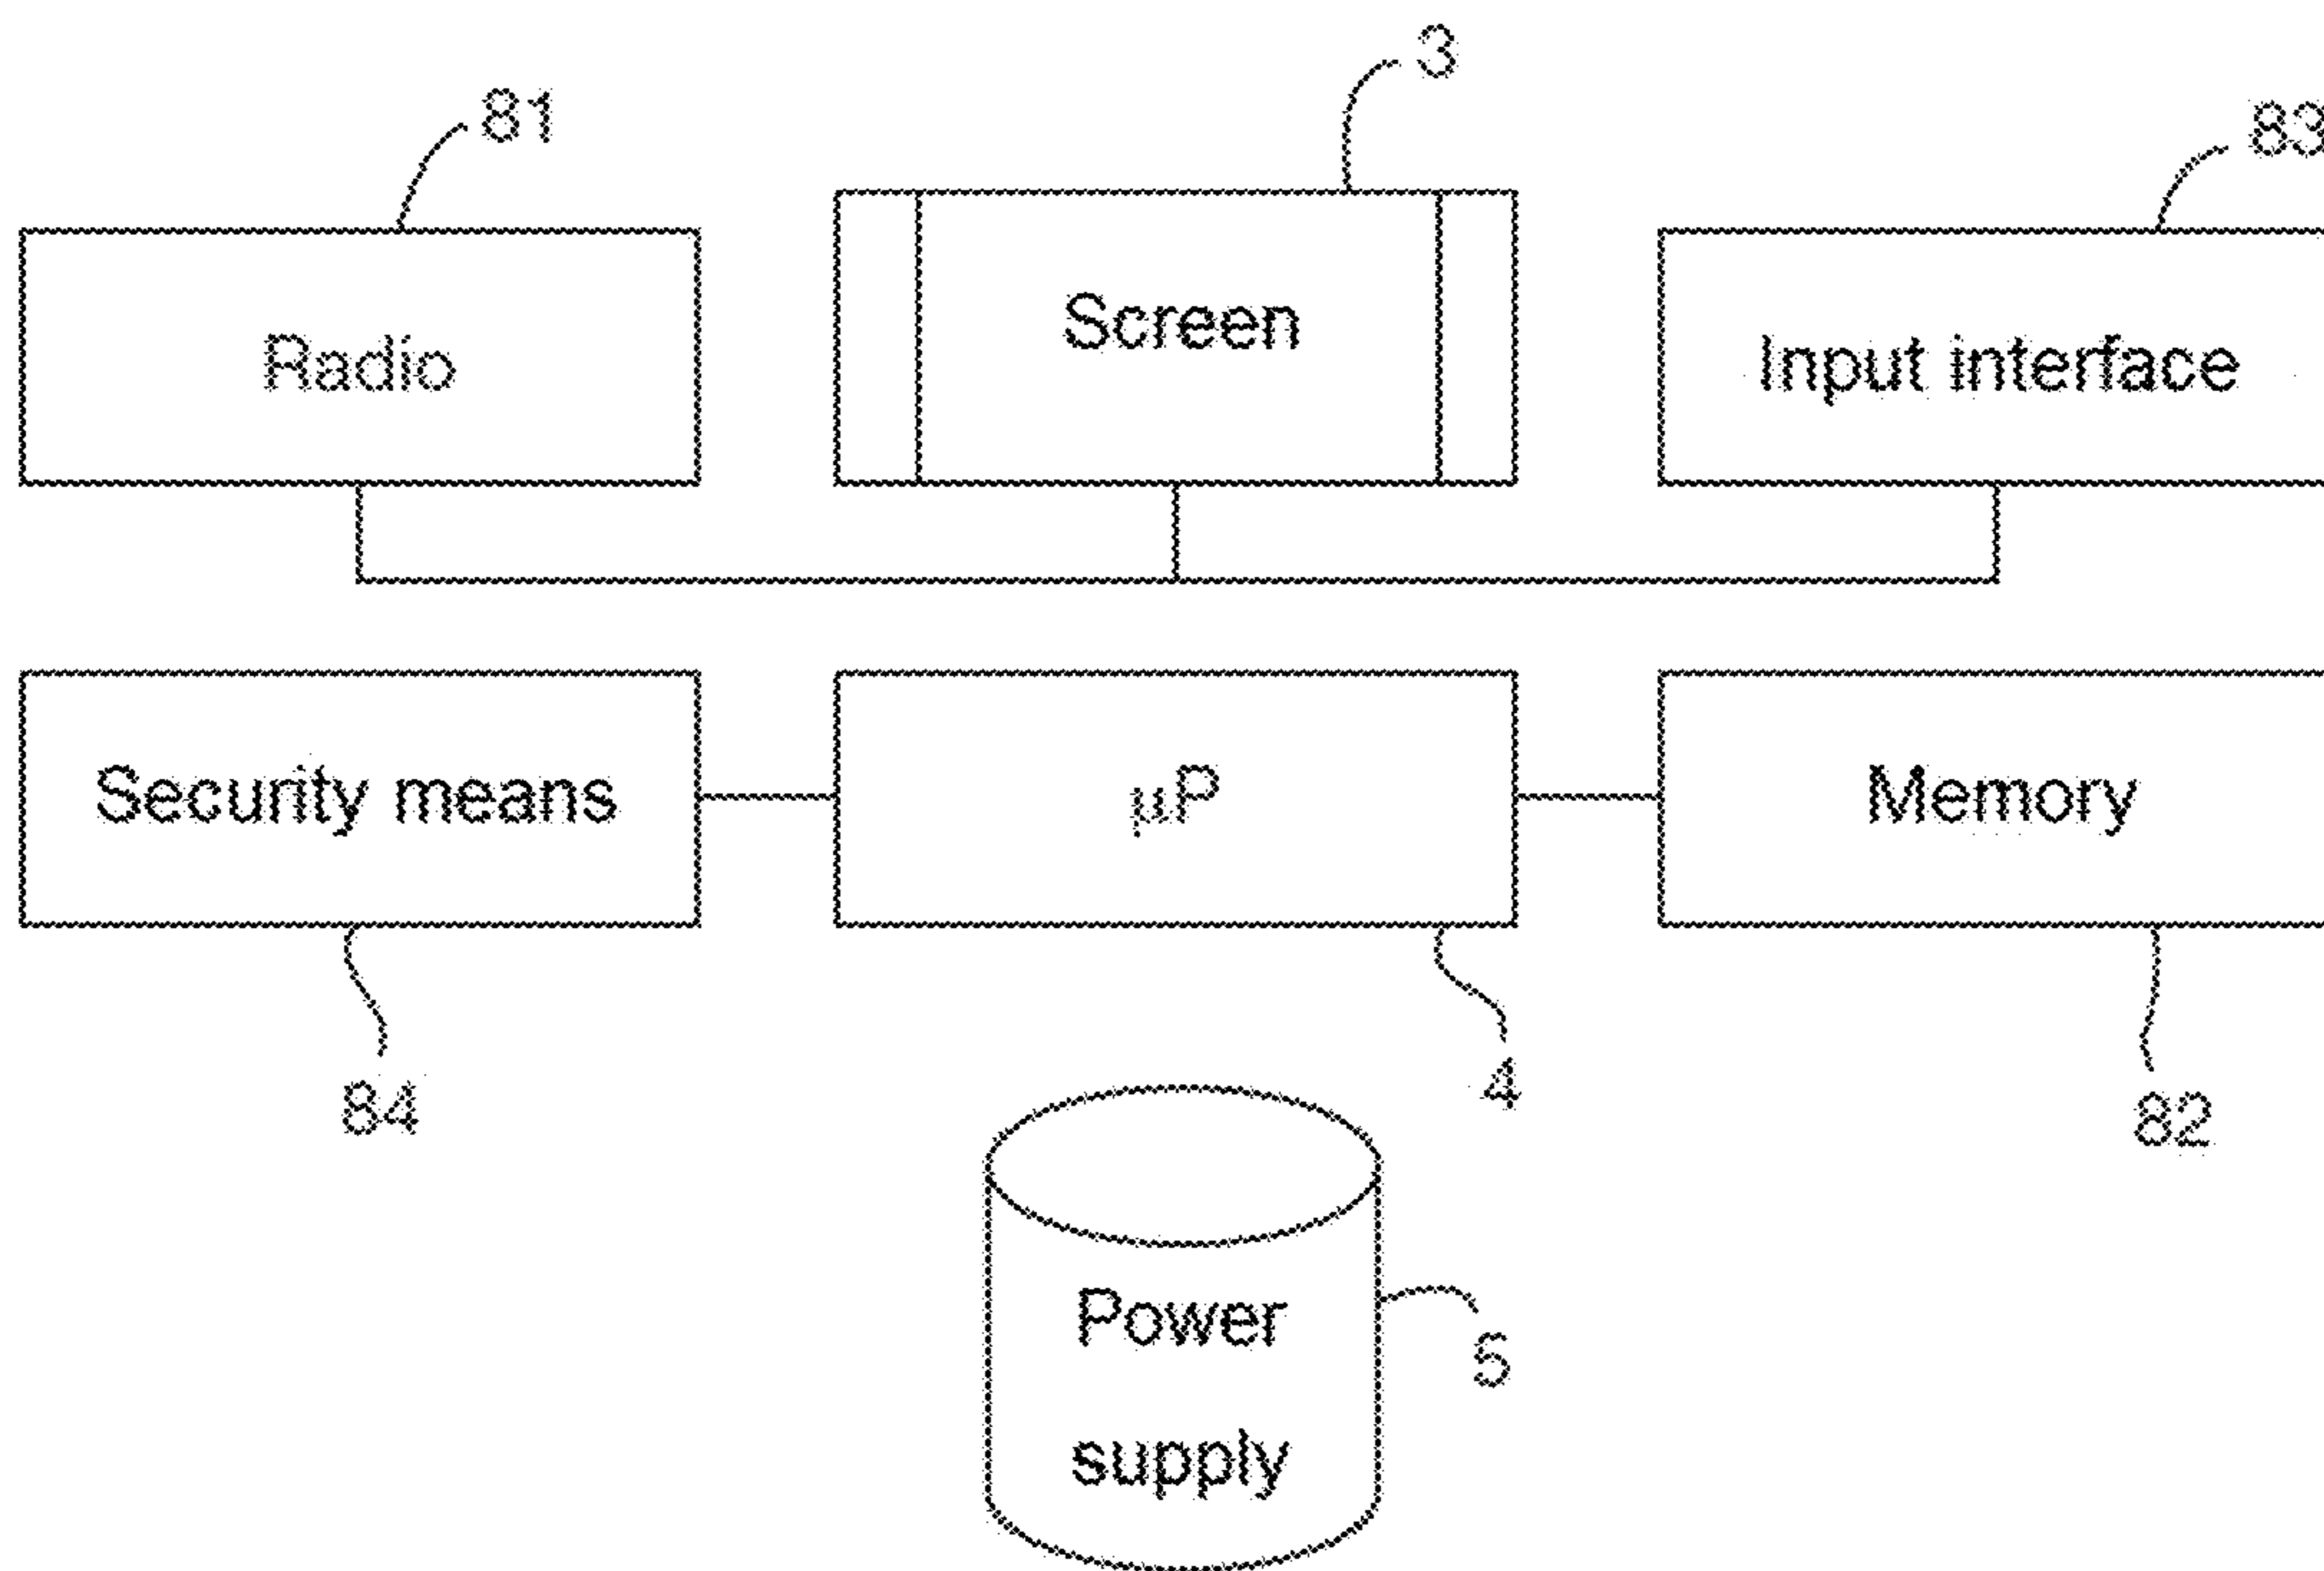 3
81
83
Radio
Screen
Input interface
Security means
µP
Memory
84
4
82
Power
supply
5